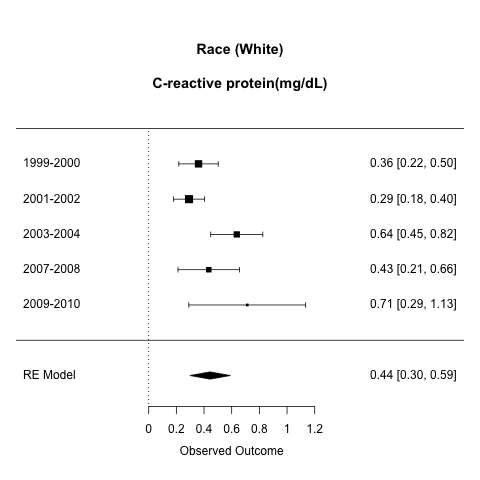 Race (White)
C-reactive protein(mg/dL)
1999-2000 0.36 [0.22, 0.50]
2001-2002 0.29 [0.18, 0.40]
2003-2004 0.64 [0.45, 0.82]
2007-2008 0.43 [0.21, 0.66]
2009-2010 0.71 [0.29, 1.13]
RE Model 0.44 [0.30, 0.59]
0 0.2 0.4 0.6 0.8 1 1.2
Observed Outcome